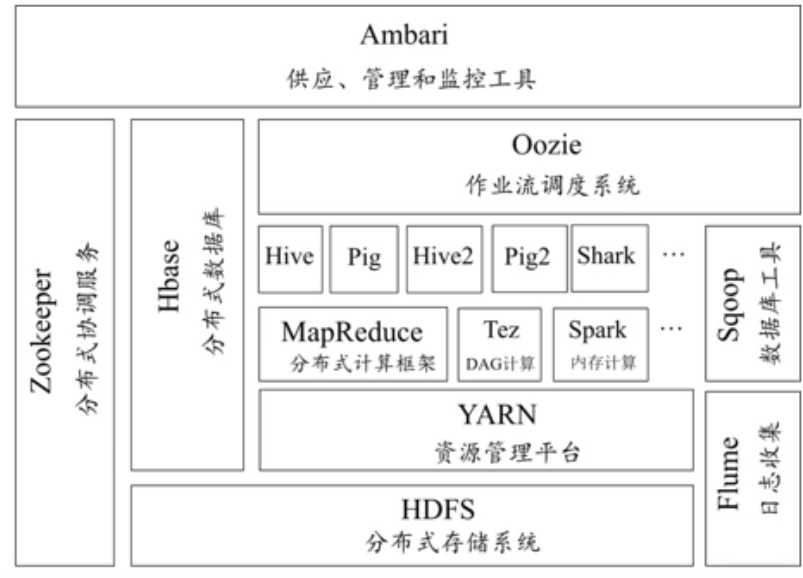 Ambari
供应、管理和监控工具
Zookeeper
分布式协调服务
Hbase
分布式数据库
Oozie
作业流调度系统
Hive
Pig
Hive2
Pig2
Shark
…
Sqoop
数据库工具
MapReduce
分布式计算框架
Tez
DAG计算
Spark
内存计算
…
YARN
资源管理平台
Flume
日志收集
HDFS
分布式存储系统